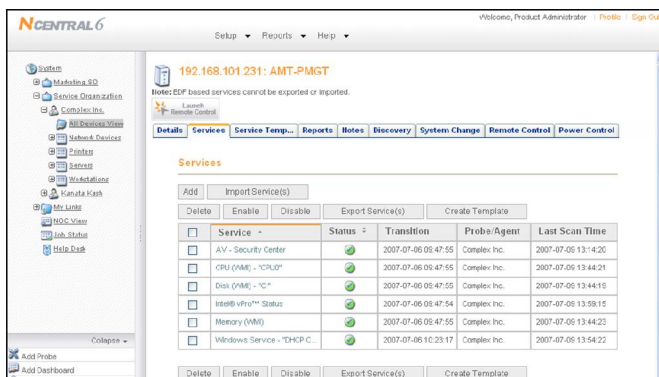 NCENTRAL6
Welcome, Product Administrator | Profile | Sign Out
Setup Reports Help
System
Marketing SO
Service Organization
Complex Inc.
All Devices View
Network Devices
Printers
Servers
Workstations
Kanata Kash
My Links
NOC View
Job Status
Help Desk
Colapse
Add Probe
Add Dashboard
192.168.101.231: AMT-PMGT
Note: EDF based services cannot be exported or imported.
Launch
Remote Control
Details Services Service Temp... Reports Notes Discovery System Change Remote Control Power Control
Services
Add Import Service(s)
Delete Enable Disable Export Service(s) Create Template
Service Status Transition Probe/Agent Last Scan Time
AV - Security Center 2007-07-06 09:47:55 Complex Inc. 2007-07-09 13:14:20
CPU (WMI) - "CPU0" 2007-07-06 09:47:55 Complex Inc. 2007-07-09 13:44:21
Disk (WMI) - "C:" 2007-07-06 09:47:55 Complex Inc. 2007-07-09 13:44:19
Intel® vPro™ Status 2007-07-06 09:47:54 Complex Inc. 2007-07-09 13:59:15
Memory (WMI) 2007-07-06 09:47:55 Complex Inc. 2007-07-09 13:44:23
Windows Service - "DHCP C... 2007-07-06 10:23:17 Complex Inc. 2007-07-09 13:54:22
Delete Enable Disable Export Service(s) Create Template